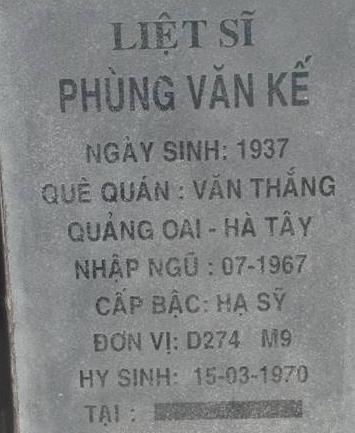 LIỆT SĨ
PHÙNG VĂN KẾ
NGÀY SINH: 1937
QUÊ QUÁN : VĂN THẮNG
QUẢNG OAI - HÀ TÂY
NHẬP NGŨ : 07-1967
CẤP BẬC: HẠ SỸ
ĐƠN VỊ: D274 M9
HY SINH: 15-03-1970
TẠI :